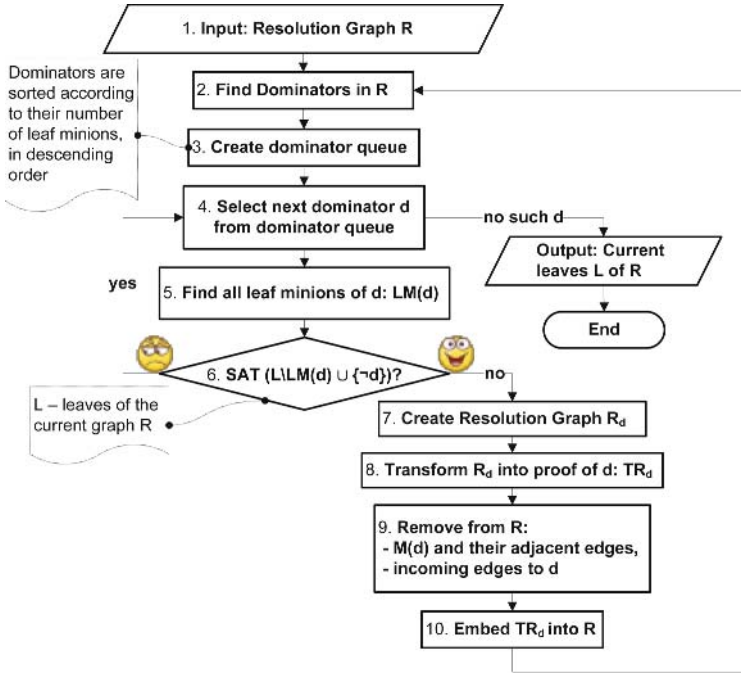 1. Input: Resolution Graph R
Dominators are
sorted according
to their number
of leaf minions,
in descending
order
2. Find Dominators in R
3. Create dominator queue
4. Select next dominator d
from dominator queue
no such d
Output: Current
leaves L of R
End
yes
5. Find all leaf minions of d: LM(d)
6. SAT (L\LM(d) ∪ {¬d})?
no
L – leaves of the
current graph R
7. Create Resolution Graph Rd
8. Transform Rd into proof of d: TRd
9. Remove from R:
- M(d) and their adjacent edges,
- incoming edges to d
10. Embed TRd into R